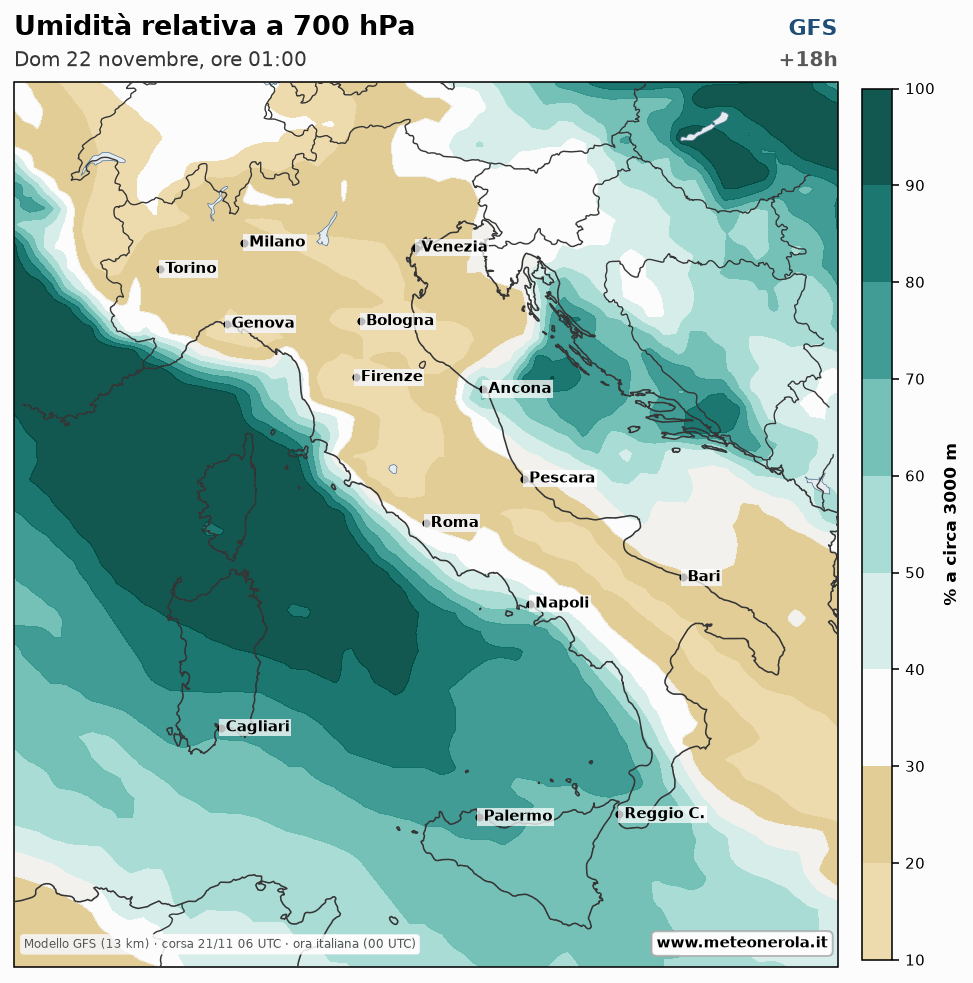 Umidità relativa a 700 hPa
GFS
Dom 22 novembre, ore 01:00
+18h
100
90
80
70
60
50
40
30
20
10
% a circa 3000 m
Milano
Venezia
Torino
Genova
Bologna
Firenze
Ancona
Pescara
Roma
Bari
Napoli
Cagliari
Palermo
Reggio C.
Modello GFS (13 km) · corsa 21/11 06 UTC · ora italiana (00 UTC)
www.meteonerola.it